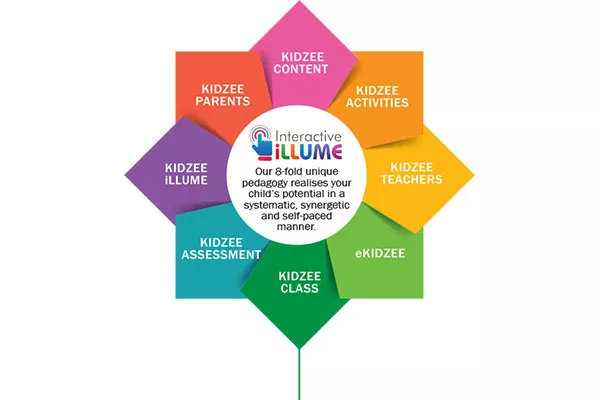 KIDZEE
CONTENT
KIDZEE
ACTIVITIES
KIDZEE
TEACHERS
eKIDZEE
KIDZEE
CLASS
KIDZEE
ASSESSMENT
KIDZEE
iLLUME
KIDZEE
PARENTS
Interactive
iLLUME
Our 8-fold unique
pedagogy realises your
child's potential in a
systematic, synergetic
and self-paced
manner.